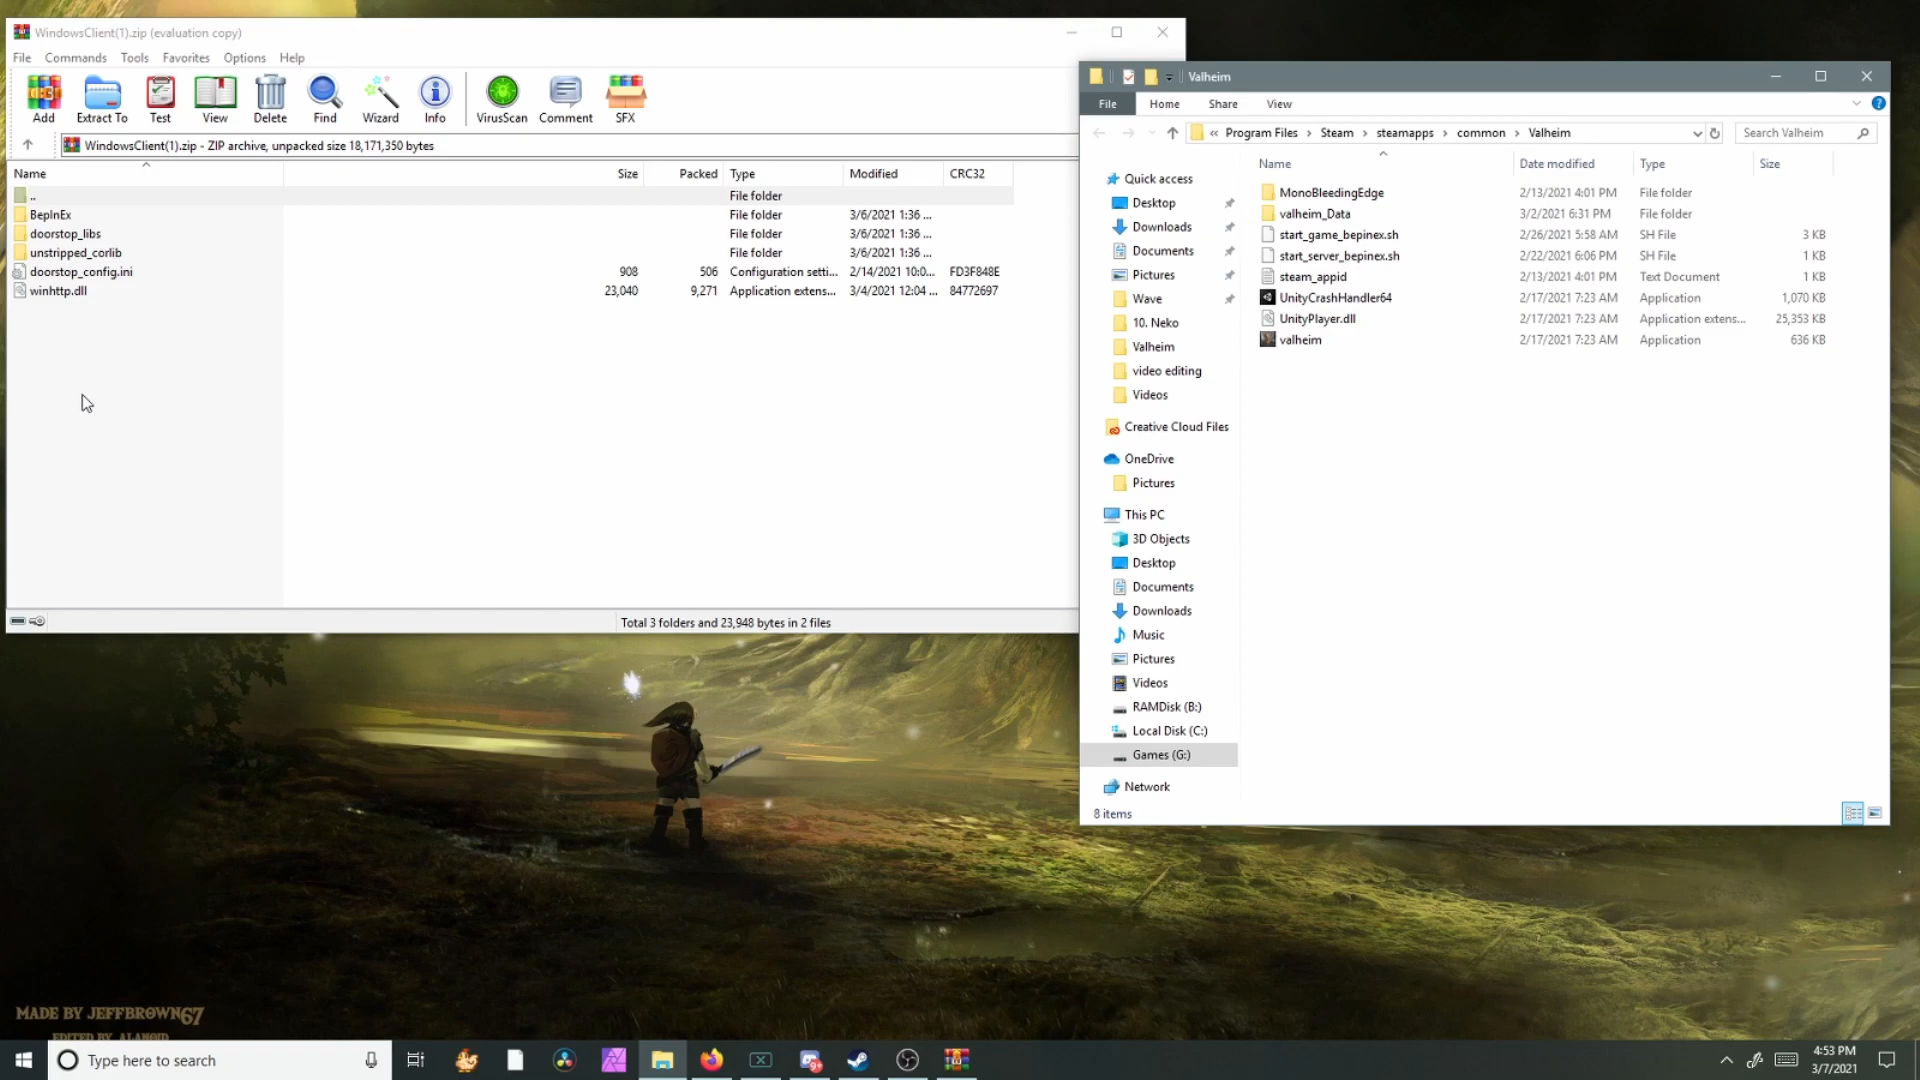 WindowsClient(1).zip (evaluation copy)
File Commands Tools Favorites Options Help
Add Extract To Test View Delete Find Wizard Info VirusScan Comment SFX
WindowsClient(1).zip - ZIP archive, unpacked size 18,171,350 bytes
Name Size Packed Type Modified CRC32
.. File folder
BepInEx File folder 3/6/2021 1:36 ...
doorstop_libs File folder 3/6/2021 1:36 ...
unstripped_corlib File folder 3/6/2021 1:36 ...
doorstop_config.ini 908 506 Configuration setti... 2/14/2021 10:0... FD3F848E
winhttp.dll 23,040 9,271 Application extens... 3/4/2021 12:04 ... 84772697
Total 3 folders and 23,948 bytes in 2 files
Valheim
File Home Share View
« Program Files > Steam > steamapps > common > Valheim
Search Valheim
Name Date modified Type Size
MonoBleedingEdge 2/13/2021 4:01 PM File folder
valheim_Data 3/2/2021 6:31 PM File folder
start_game_bepinex.sh 2/26/2021 5:58 AM SH File 3 KB
start_server_bepinex.sh 2/22/2021 6:06 PM SH File 1 KB
steam_appid 2/13/2021 4:01 PM Text Document 1 KB
UnityCrashHandler64 2/17/2021 7:23 AM Application 1,070 KB
UnityPlayer.dll 2/17/2021 7:23 AM Application extens... 25,353 KB
valheim 2/17/2021 7:23 AM Application 636 KB
Quick access
Desktop
Downloads
Documents
Pictures
Wave
10. Neko
Valheim
video editing
Videos
Creative Cloud Files
OneDrive
Pictures
This PC
3D Objects
Desktop
Documents
Downloads
Music
Pictures
Videos
RAMDisk (B:)
Local Disk (C:)
Games (G:)
Network
8 items
MADE BY JEFFBROWN67
EDITED BY ALANOID
Type here to search
9+
4:53 PM
3/7/2021